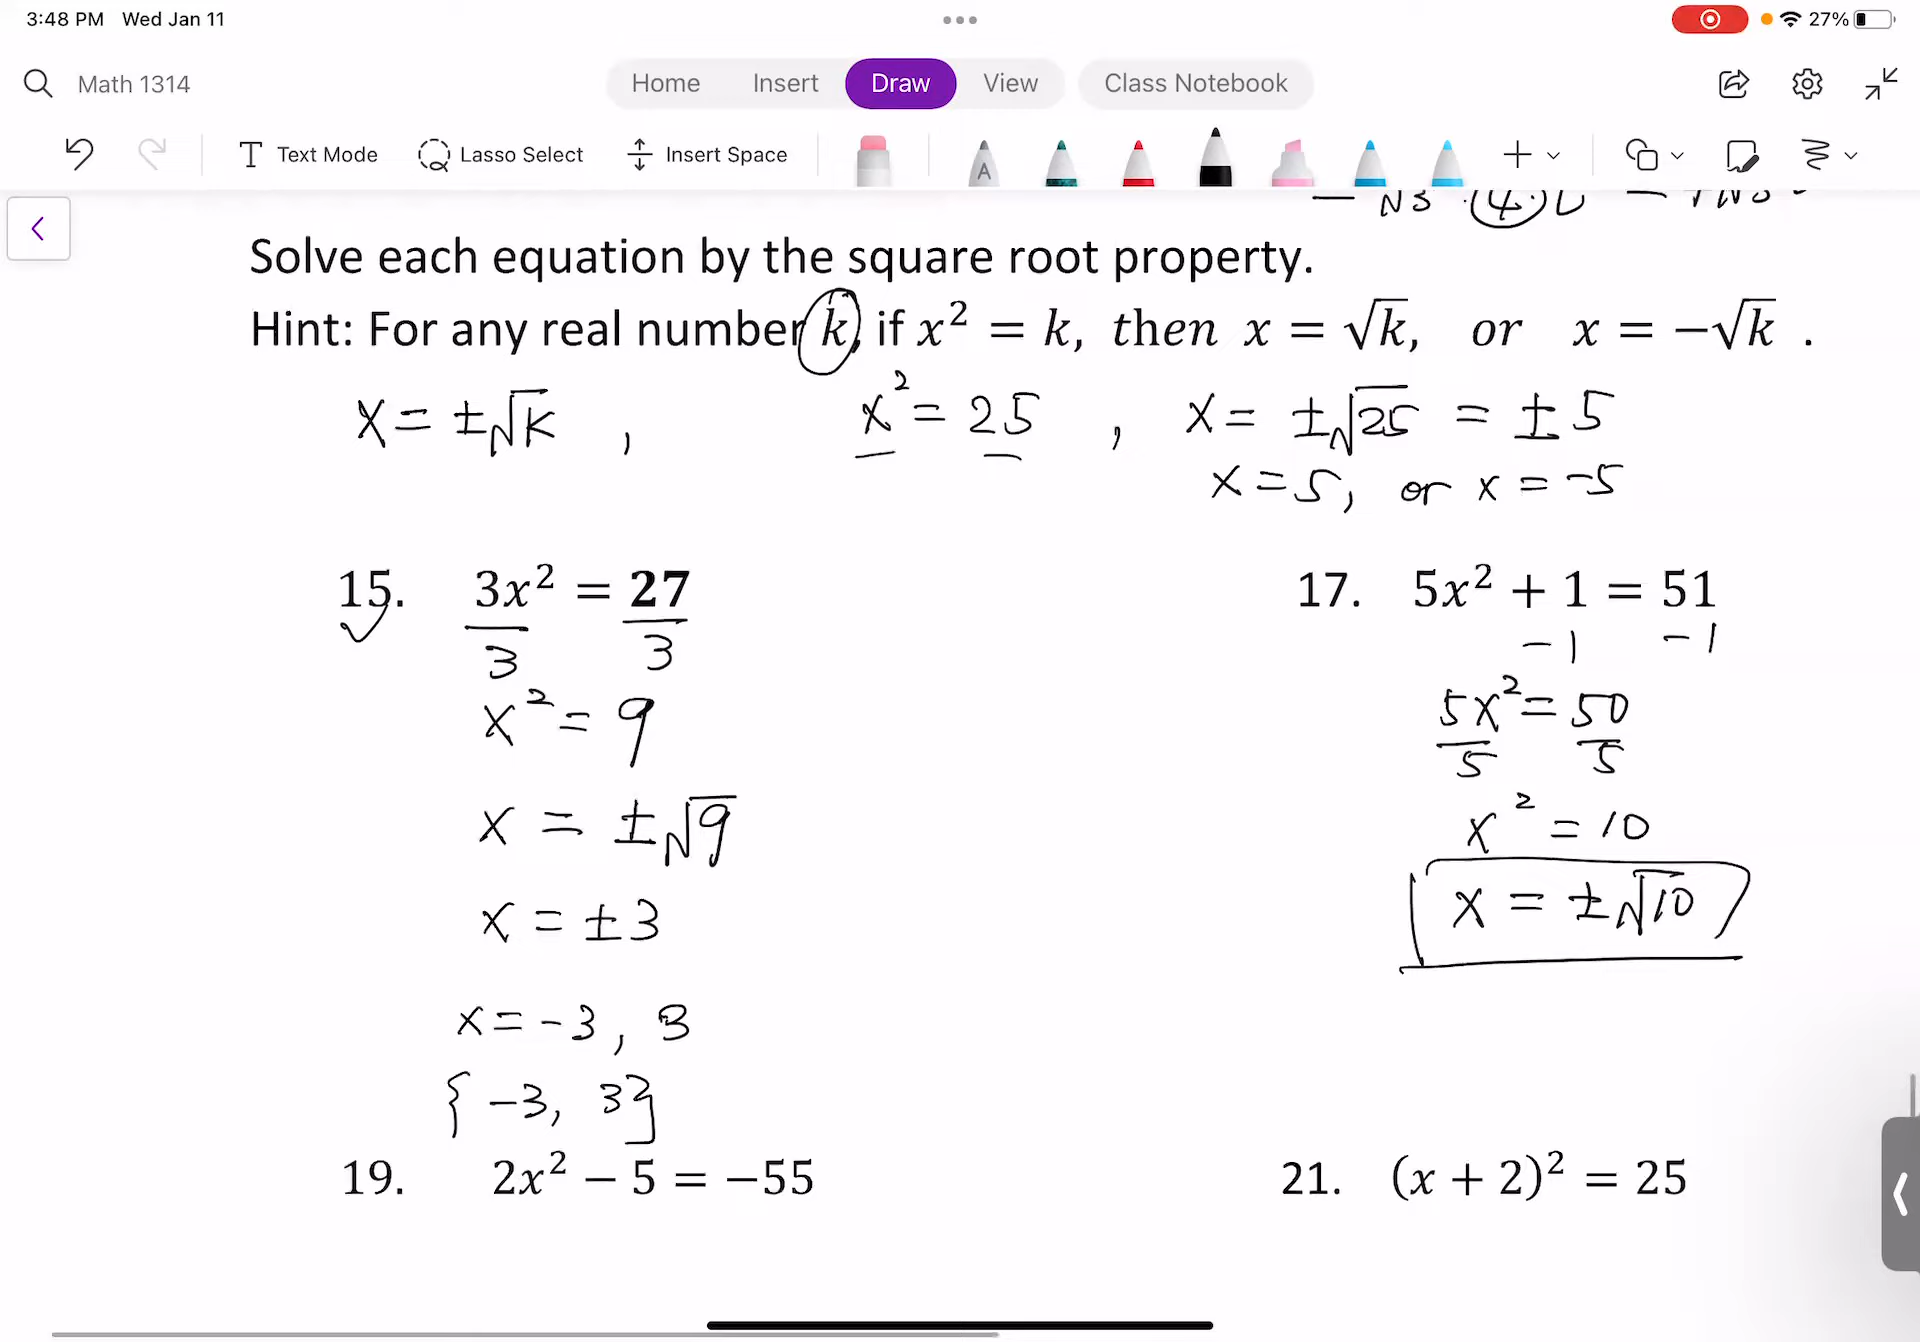 3:48 PM Wed Jan 11
27%
Math 1314
Home Insert Draw View Class Notebook
Text Mode Lasso Select Insert Space
A
Solve each equation by the square root property.
Hint: For any real number k, if x² = k, then x = √k, or x = −√k .
x = ±√k , x² = 25 , x = ±√25 = ±5
x = 5, or x = -5
15. 3x² = 27
3 3
x² = 9
x = ±√9
x = ±3
x = -3, 3
{-3, 3}
17. 5x² + 1 = 51
-1 -1
5x² = 50
5 5
x² = 10
x = ±√10
19. 2x² − 5 = −55
21. (x + 2)² = 25